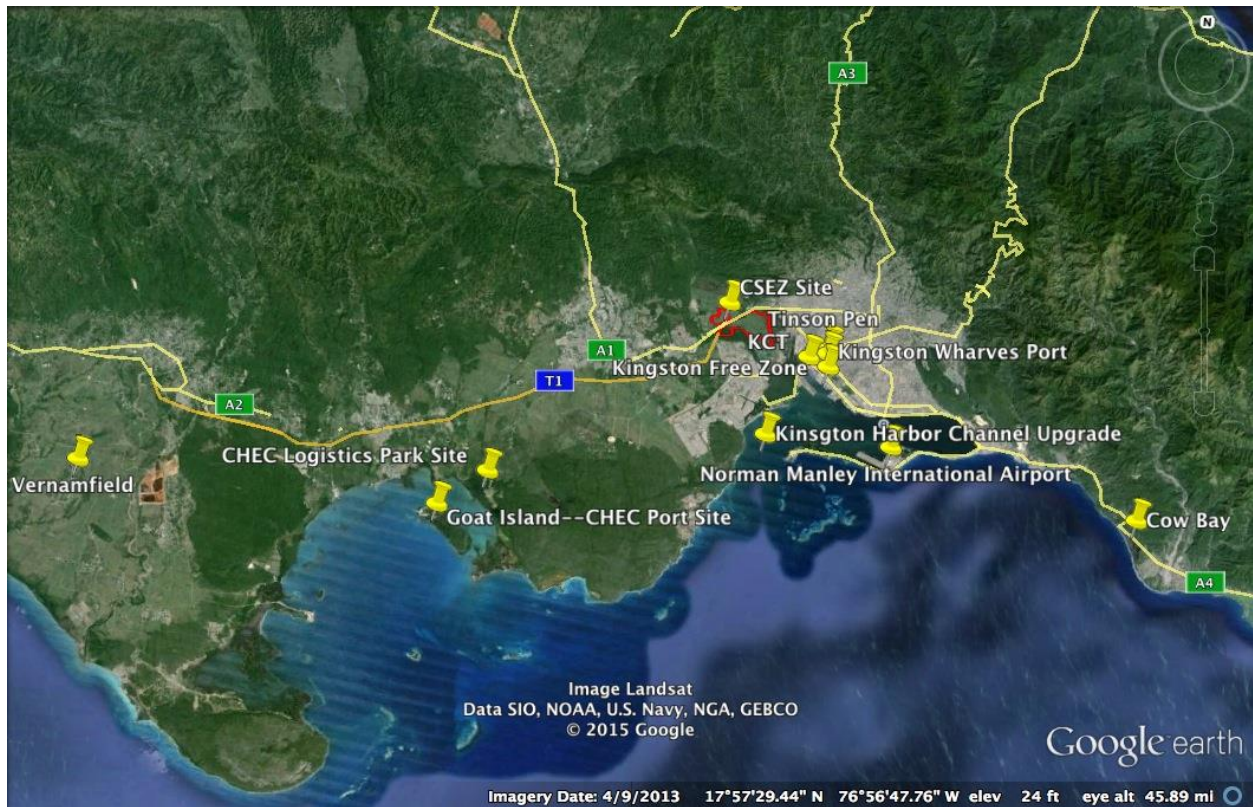 N
A3
CSEZ Site
Tinson Pen
KCT
Kingston Wharves Port
A1
Kingston Free Zone
T1
A2
Kinsgton Harbor Channel Upgrade
CHEC Logistics Park Site
Norman Manley International Airport
Vernamfield
Goat Island--CHEC Port Site
Cow Bay
A4
Image Landsat
Data SIO, NOAA, U.S. Navy, NGA, GEBCO
© 2015 Google
Google earth
Imagery Date: 4/9/2013 17°57'29.44" N 76°56'47.76" W elev 24 ft eye alt 45.89 mi